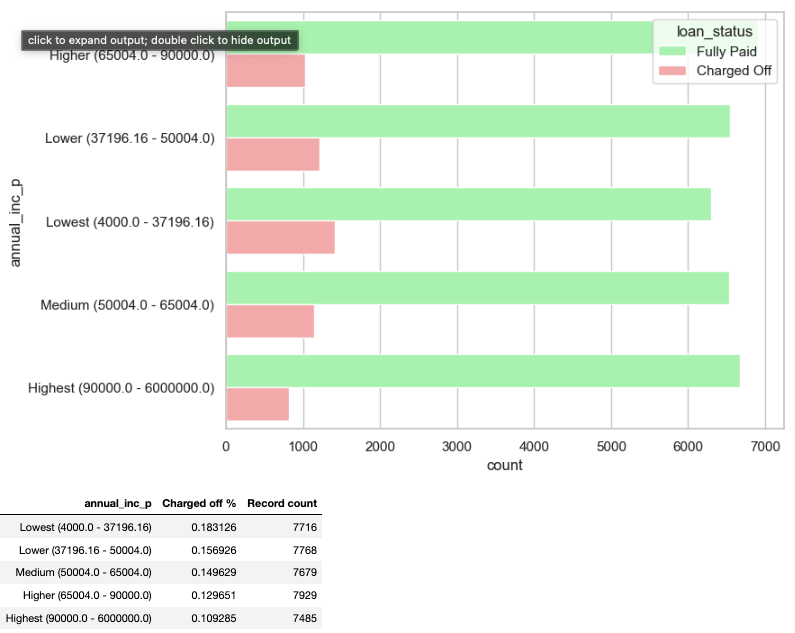 click to expand output; double click to hide output
loan_status
Fully Paid
Charged Off
Higher (65004.0 - 90000.0)
Lower (37196.16 - 50004.0)
Lowest (4000.0 - 37196.16)
Medium (50004.0 - 65004.0)
Highest (90000.0 - 6000000.0)
annual_inc_p
0 1000 2000 3000 4000 5000 6000 7000
count
annual_inc_p Charged off % Record count
Lowest (4000.0 - 37196.16) 0.183126 7716
Lower (37196.16 - 50004.0) 0.156926 7768
Medium (50004.0 - 65004.0) 0.149629 7679
Higher (65004.0 - 90000.0) 0.129651 7929
Highest (90000.0 - 6000000.0) 0.109285 7485